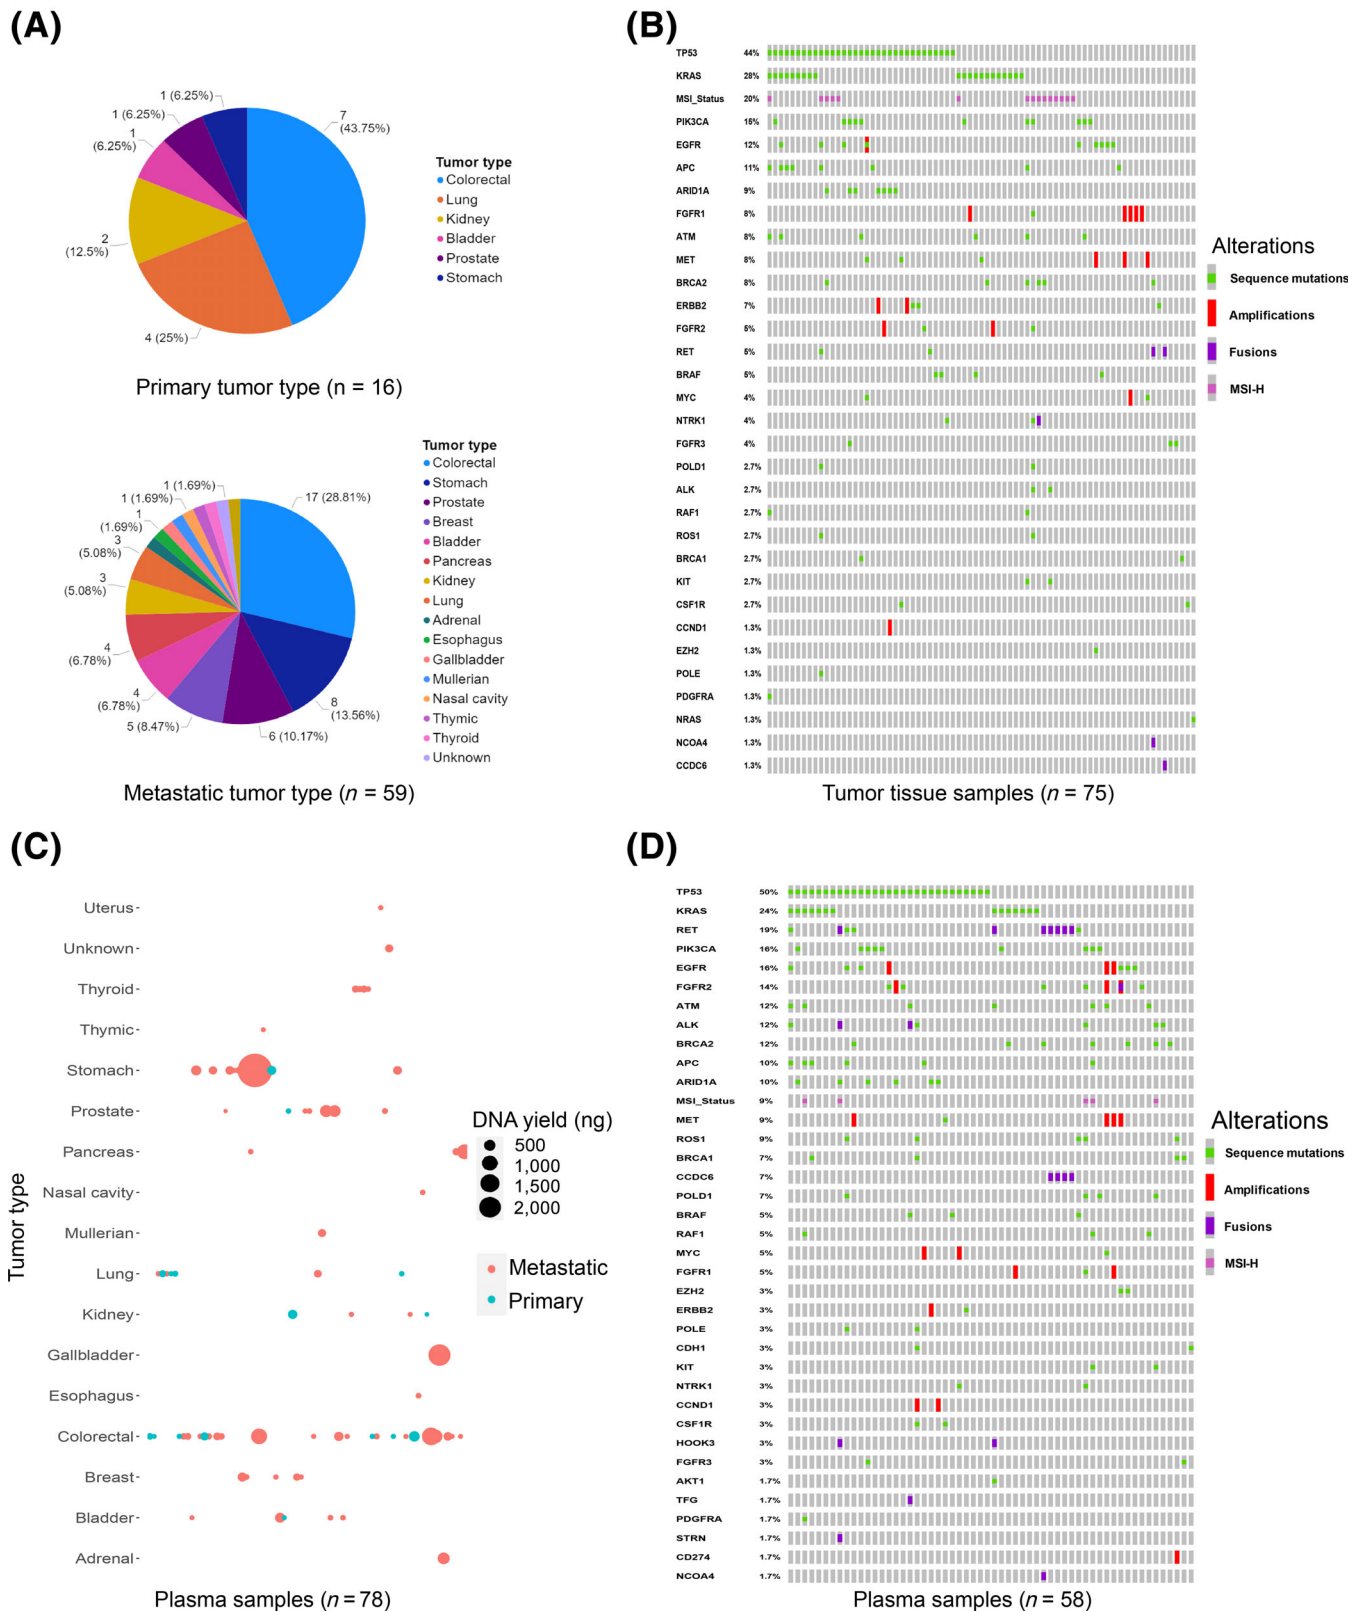 (A)
1 (6.25%)
1 (6.25%)
1
(6.25%)
2
(12.5%)
4 (25%)
7
(43.75%)
Tumor type
Colorectal
Lung
Kidney
Bladder
Prostate
Stomach
Primary tumor type (n = 16)
1 (1.69%)
1 (1.69%)
1
(1.69%)
3
(5.08%)
3
(5.08%)
4
(6.78%)
4
(6.78%)
5 (8.47%)
6 (10.17%)
8
(13.56%)
17 (28.81%)
Tumor type
Colorectal
Stomach
Prostate
Breast
Bladder
Pancreas
Kidney
Lung
Adrenal
Esophagus
Gallbladder
Mullerian
Nasal cavity
Thymic
Thyroid
Unknown
Metastatic tumor type (n = 59)
(B)
TP53 44%
KRAS 28%
MSI_Status 20%
PIK3CA 15%
EGFR 12%
APC 11%
ARID1A 9%
FGFR1 8%
ATM 8%
MET 8%
BRCA2 8%
ERBB2 7%
FGFR2 5%
RET 5%
BRAF 5%
MYC 4%
NTRK1 4%
FGFR3 4%
POLD1 2.7%
ALK 2.7%
RAF1 2.7%
ROS1 2.7%
BRCA1 2.7%
KIT 2.7%
CSF1R 2.7%
CCND1 1.3%
EZH2 1.3%
POLE 1.3%
PDGFRA 1.3%
NRAS 1.3%
NCOA4 1.3%
CCDC6 1.3%
Alterations
Sequence mutations
Amplifications
Fusions
MSI-H
Tumor tissue samples (n = 75)
(C)
Tumor type
Uterus
Unknown
Thyroid
Thymic
Stomach
Prostate
Pancreas
Nasal cavity
Mullerian
Lung
Kidney
Gallbladder
Esophagus
Colorectal
Breast
Bladder
Adrenal
DNA yield (ng)
500
1,000
1,500
2,000
Metastatic
Primary
Plasma samples (n = 78)
(D)
TP53 50%
KRAS 24%
RET 19%
PIK3CA 16%
EGFR 16%
FGFR2 14%
ATM 12%
ALK 12%
BRCA2 12%
APC 10%
ARID1A 10%
MSI_Status 9%
MET 9%
ROS1 9%
BRCA1 7%
CCDC6 7%
POLD1 7%
BRAF 5%
RAF1 5%
MYC 5%
FGFR1 5%
EZH2 3%
ERBB2 3%
POLE 3%
CDH1 3%
KIT 3%
NTRK1 3%
CCND1 3%
CSF1R 3%
HOOK3 3%
FGFR3 3%
AKT1 1.7%
TFG 1.7%
PDGFRA 1.7%
STRN 1.7%
CD274 1.7%
NCOA4 1.7%
Alterations
Sequence mutations
Amplifications
Fusions
MSI-H
Plasma samples (n = 58)